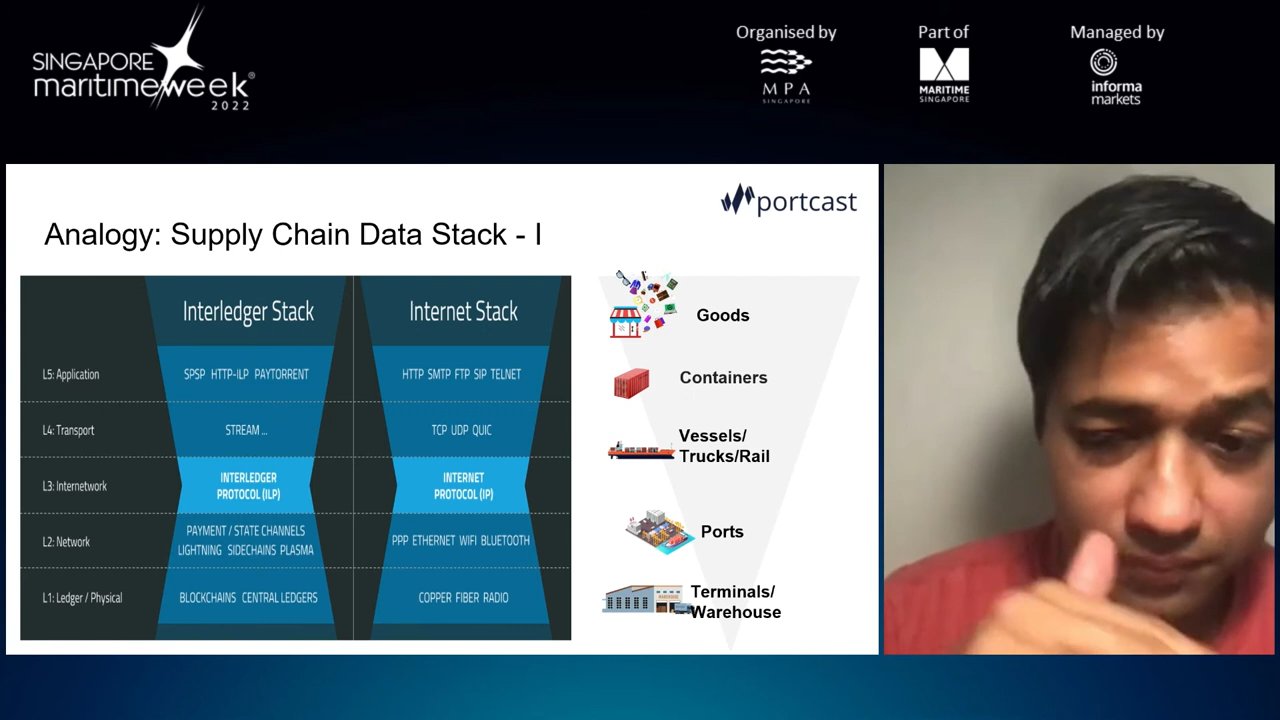 SINGAPORE
maritimeweek®
2022
Organised by
MPA
SINGAPORE
Part of
MARITIME
SINGAPORE
Managed by
informa
markets
portcast
Analogy: Supply Chain Data Stack - I
Interledger Stack
Internet Stack
L5: Application
SPSP HTTP-ILP PAYTORRENT
HTTP SMTP FTP SIP TELNET
L4: Transport
STREAM ...
TCP UDP QUIC
L3: Internetwork
INTERLEDGER
PROTOCOL (ILP)
INTERNET
PROTOCOL (IP)
L2: Network
PAYMENT / STATE CHANNELS
LIGHTNING SIDECHAINS PLASMA
PPP ETHERNET WIFI BLUETOOTH
L1: Ledger / Physical
BLOCKCHAINS CENTRAL LEDGERS
COPPER FIBER RADIO
Goods
Containers
Vessels/
Trucks/Rail
Ports
WAREHOUSE
Terminals/
Warehouse